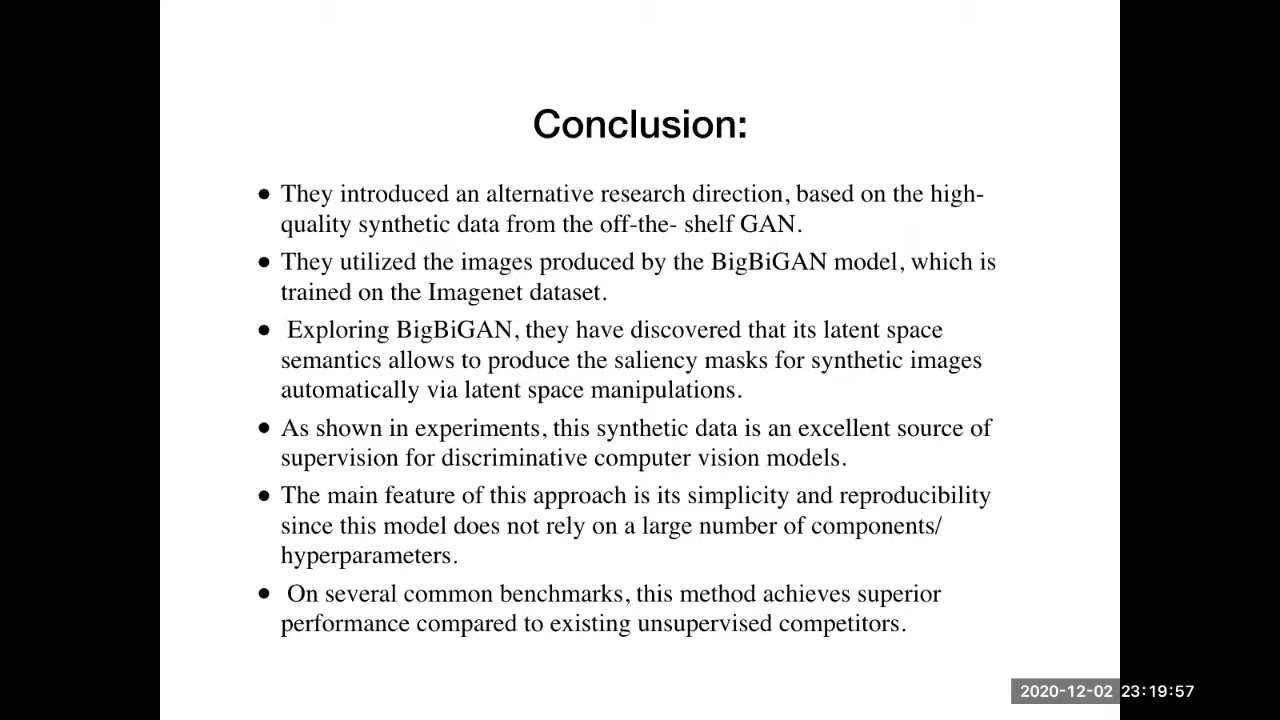 Conclusion:
● They introduced an alternative research direction, based on the high-
quality synthetic data from the off-the- shelf GAN.
● They utilized the images produced by the BigBiGAN model, which is
trained on the Imagenet dataset.
● Exploring BigBiGAN, they have discovered that its latent space
semantics allows to produce the saliency masks for synthetic images
automatically via latent space manipulations.
● As shown in experiments, this synthetic data is an excellent source of
supervision for discriminative computer vision models.
● The main feature of this approach is its simplicity and reproducibility
since this model does not rely on a large number of components/
hyperparameters.
● On several common benchmarks, this method achieves superior
performance compared to existing unsupervised competitors.
2020-12-02 23:19:57